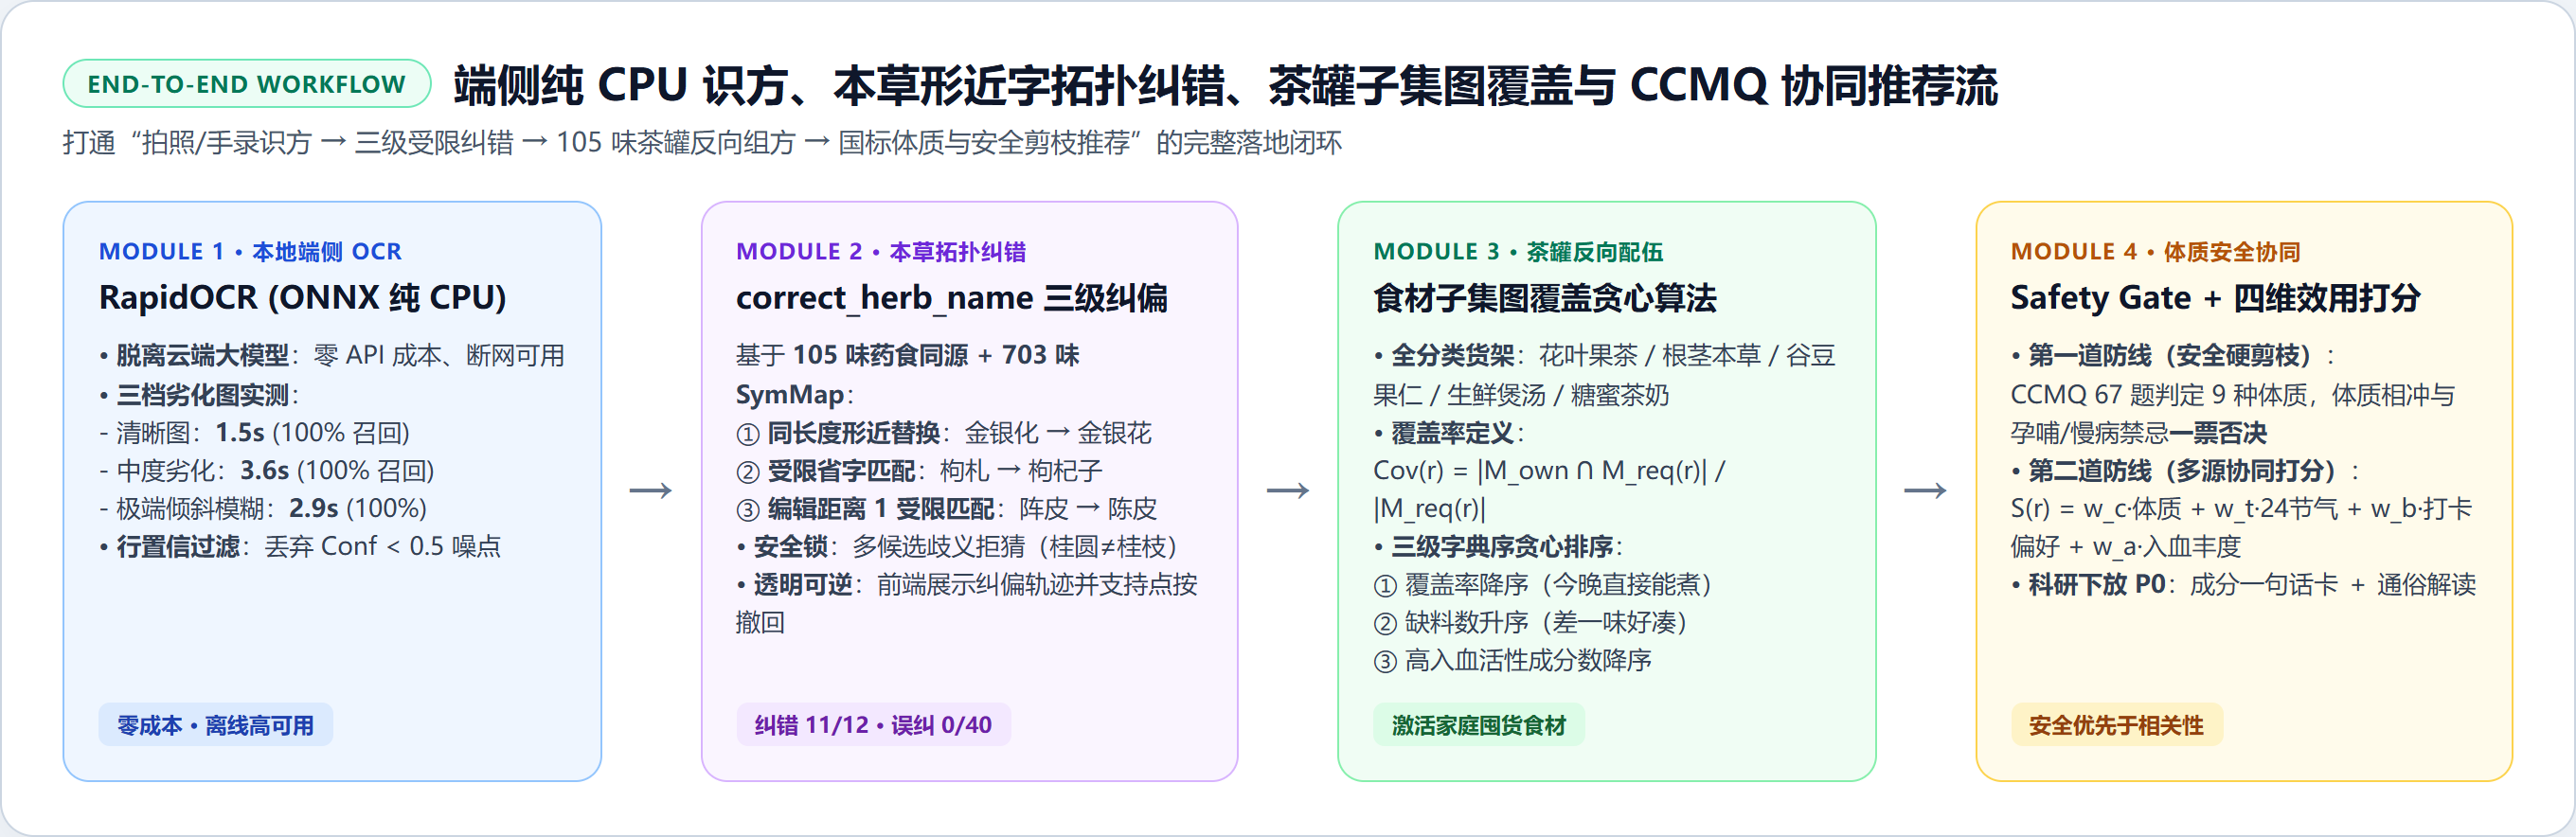 END-TO-END WORKFLOW 端侧纯 CPU 识方、本草形近字拓扑纠错、茶罐子集图覆盖与 CCMQ 协同推荐流
打通“拍照/手录识方 → 三级受限纠错 → 105 味茶罐反向组方 → 国标体质与安全剪枝推荐”的完整落地闭环
MODULE 1 • 本地端侧 OCR
RapidOCR (ONNX 纯 CPU)
• 脱离云端大模型：零 API 成本、断网可用
• 三档劣化图实测：
- 清晰图：1.5s (100% 召回)
- 中度劣化：3.6s (100% 召回)
- 极端倾斜模糊：2.9s (100%)
• 行置信过滤：丢弃 Conf < 0.5 噪点
零成本 • 离线高可用
→
MODULE 2 • 本草拓扑纠错
correct_herb_name 三级纠偏
基于 105 味药食同源 + 703 味
SymMap：
① 同长度形近替换：金银化 → 金银花
② 受限省字匹配：枸札 → 枸杞子
③ 编辑距离 1 受限匹配：阵皮 → 陈皮
• 安全锁：多候选歧义拒猜（桂圆≠桂枝）
• 透明可逆：前端展示纠偏轨迹并支持点按
撤回
纠错 11/12 • 误纠 0/40
→
MODULE 3 • 茶罐反向配伍
食材子集图覆盖贪心算法
• 全分类货架：花叶果茶 / 根茎本草 / 谷豆
果仁 / 生鲜煲汤 / 糖蜜茶奶
• 覆盖率定义：
Cov(r) = |M_own ∩ M_req(r)| /
|M_req(r)|
• 三级字典序贪心排序：
① 覆盖率降序（今晚直接能煮）
② 缺料数升序（差一味好凑）
③ 高入血活性成分数降序
激活家庭囤货食材
→
MODULE 4 • 体质安全协同
Safety Gate + 四维效用打分
• 第一道防线（安全硬剪枝）：
CCMQ 67 题判定 9 种体质，体质相冲与
孕哺/慢病禁忌一票否决
• 第二道防线（多源协同打分）：
S(r) = w_c·体质 + w_t·24节气 + w_b·打卡
偏好 + w_a·入血丰度
• 科研下放 P0：成分一句话卡 + 通俗解读
安全优先于相关性